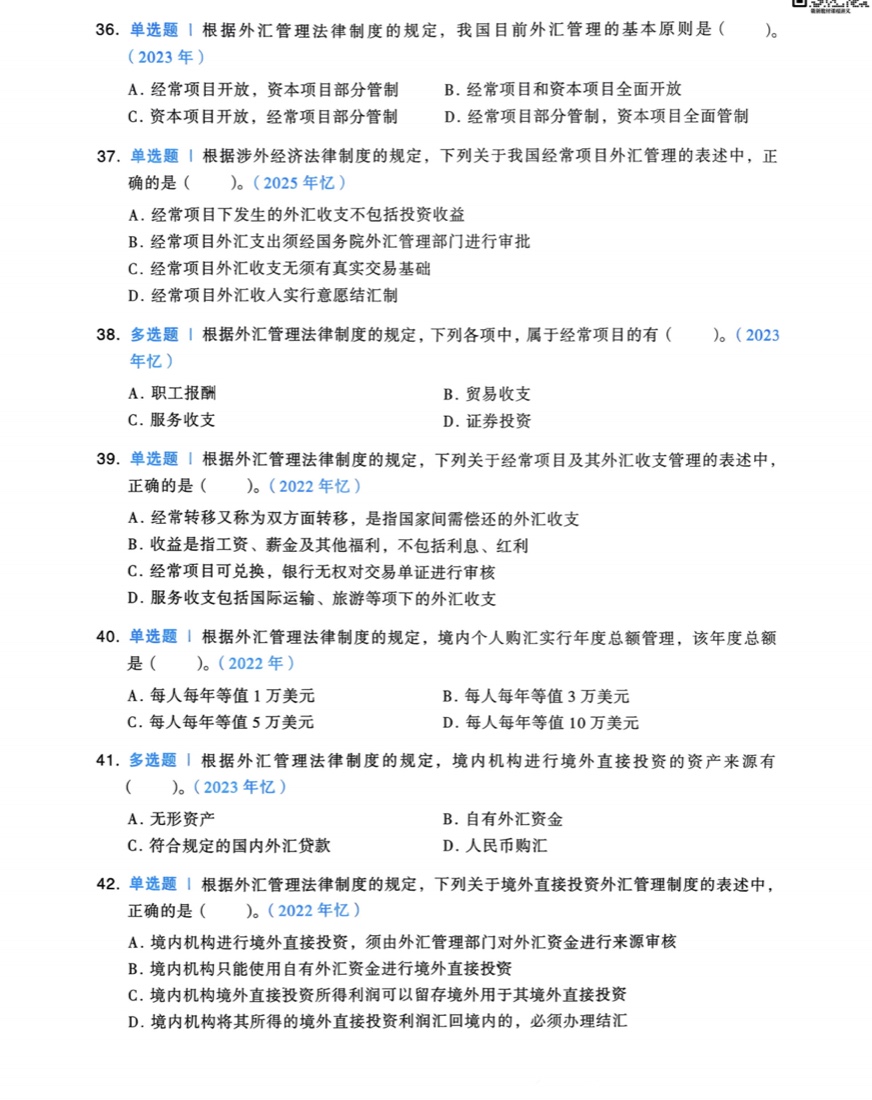 36. 单选题 | 根据外汇管理法律制度的规定，我国目前外汇管理的基本原则是（　　）。
（2023 年）
A. 经常项目开放，资本项目部分管制 B. 经常项目和资本项目全面开放
C. 资本项目开放，经常项目部分管制 D. 经常项目部分管制，资本项目全面管制
37. 单选题 | 根据涉外经济法律制度的规定，下列关于我国经常项目外汇管理的表述中，正
确的是（　　）。（2025 年忆）
A. 经常项目下发生的外汇收支不包括投资收益
B. 经常项目外汇支出须经国务院外汇管理部门进行审批
C. 经常项目外汇收支无须有真实交易基础
D. 经常项目外汇收人实行意愿结汇制
38. 多选题 | 根据外汇管理法律制度的规定，下列各项中，属于经常项目的有（　　）。（2023
年忆）
A. 职工报酬 B. 贸易收支
C. 服务收支 D. 证券投资
39. 单选题 | 根据外汇管理法律制度的规定，下列关于经常项目及其外汇收支管理的表述中，
正确的是（　　）。（2022 年忆）
A. 经常转移又称为双方面转移，是指国家间需偿还的外汇收支
B. 收益是指工资、薪金及其他福利，不包括利息、红利
C. 经常项目可兑换，银行无权对交易单证进行审核
D. 服务收支包括国际运输、旅游等项下的外汇收支
40. 单选题 | 根据外汇管理法律制度的规定，境内个人购汇实行年度总额管理，该年度总额
是（　　）。（2022 年）
A. 每人每年等值 1 万美元 B. 每人每年等值 3 万美元
C. 每人每年等值 5 万美元 D. 每人每年等值 10 万美元
41. 多选题 | 根据外汇管理法律制度的规定，境内机构进行境外直接投资的资产来源有
（　　）。（2023 年忆）
A. 无形资产 B. 自有外汇资金
C. 符合规定的国内外汇贷款 D. 人民币购汇
42. 单选题 | 根据外汇管理法律制度的规定，下列关于境外直接投资外汇管理制度的表述中，
正确的是（　　）。（2022 年忆）
A. 境内机构进行境外直接投资，须由外汇管理部门对外汇资金进行来源审核
B. 境内机构只能使用自有外汇资金进行境外直接投资
C. 境内机构境外直接投资所得利润可以留存境外用于其境外直接投资
D. 境内机构将其所得的境外直接投资利润汇回境内的，必须办理结汇